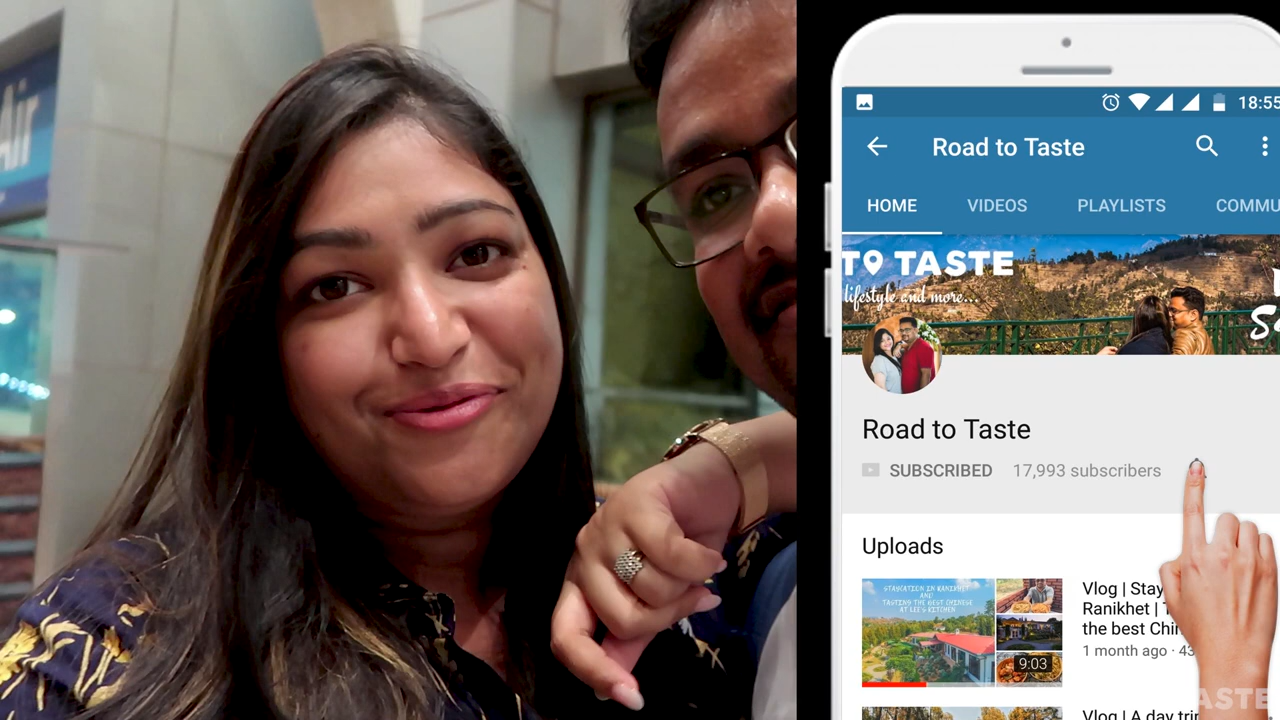 Air
18:55
Road to Taste
HOME VIDEOS PLAYLISTS COMMU
TO TASTE
lifestyle and more...
Road to Taste
SUBSCRIBED 17,993 subscribers
Uploads
STAYCATION IN RANIKHET
AND
TASTING THE BEST CHINESE
AT LEE'S KITCHEN
9:03
Vlog | Stay
Ranikhet | T
the best Chin
1 month ago · 43
Vlog | A day trip
TASTE